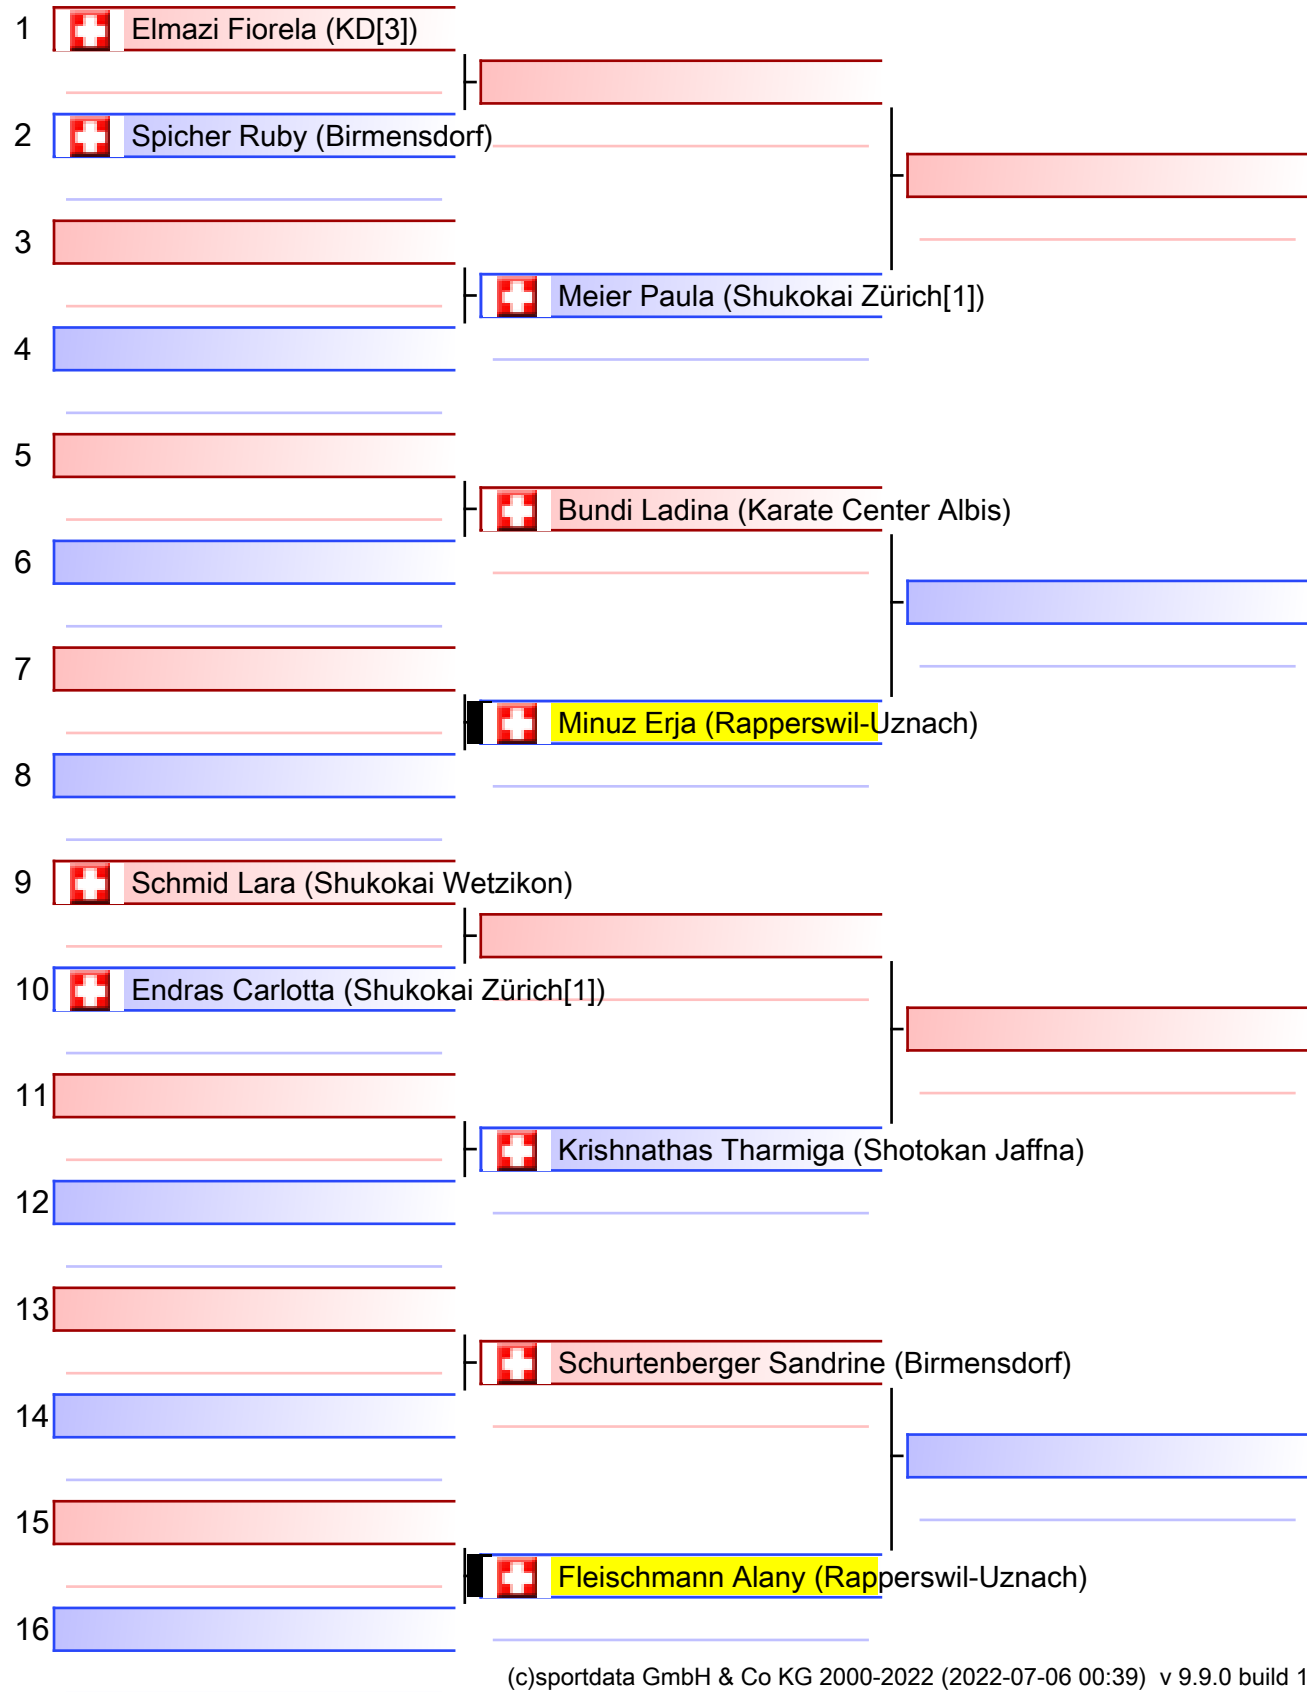 1 Elmazi Fiorela (KD[3])
2 Spicher Ruby (Birmensdorf)
3
Meier Paula (Shukokai Zürich[1])
4
5
Bundi Ladina (Karate Center Albis)
6
7
Minuz Erja (Rapperswil-Uznach)
8
9 Schmid Lara (Shukokai Wetzikon)
10 Endras Carlotta (Shukokai Zürich[1])
11
Krishnathas Tharmiga (Shotokan Jaffna)
12
13
Schurtenberger Sandrine (Birmensdorf)
14
15
Fleischmann Alany (Rapperswil-Uznach)
16
(c)sportdata GmbH & Co KG 2000-2022 (2022-07-06 00:39) v 9.9.0 build 1